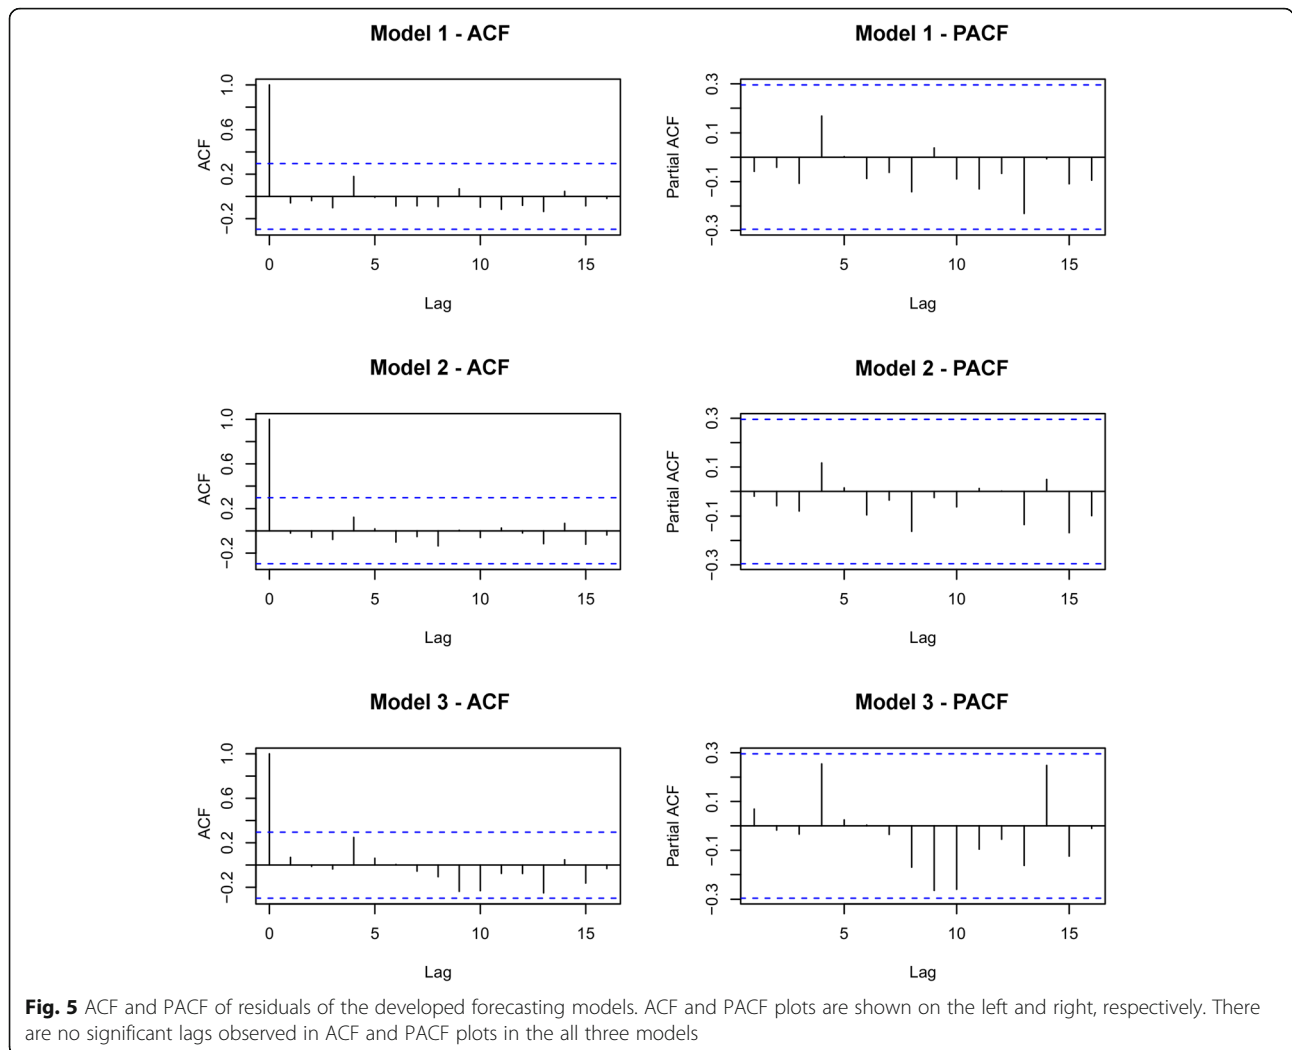 Model 1 - ACF
Model 1 - PACF
ACF
1.0
0.6
0.2
−0.2
0 5 10 15
Lag
Partial ACF
0.3
0.1
−0.1
−0.3
5 10 15
Lag
Model 2 - ACF
Model 2 - PACF
ACF
1.0
0.6
0.2
−0.2
0 5 10 15
Lag
Partial ACF
0.3
0.1
−0.1
−0.3
5 10 15
Lag
Model 3 - ACF
Model 3 - PACF
ACF
1.0
0.6
0.2
−0.2
0 5 10 15
Lag
Partial ACF
0.3
0.1
−0.1
−0.3
5 10 15
Lag
Fig. 5 ACF and PACF of residuals of the developed forecasting models. ACF and PACF plots are shown on the left and right, respectively. There
are no significant lags observed in ACF and PACF plots in the all three models